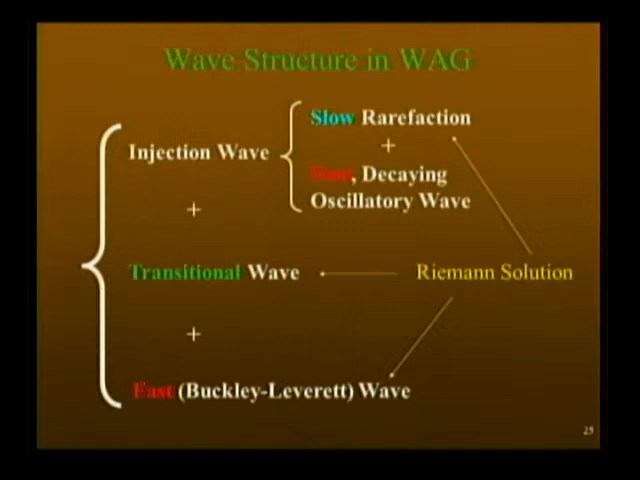 Wave Structure in WAG
Slow Rarefaction
Injection Wave
+
Fast, Decaying
Oscillatory Wave
+
Transitional Wave
Riemann Solution
+
Fast (Buckley-Leverett) Wave
25